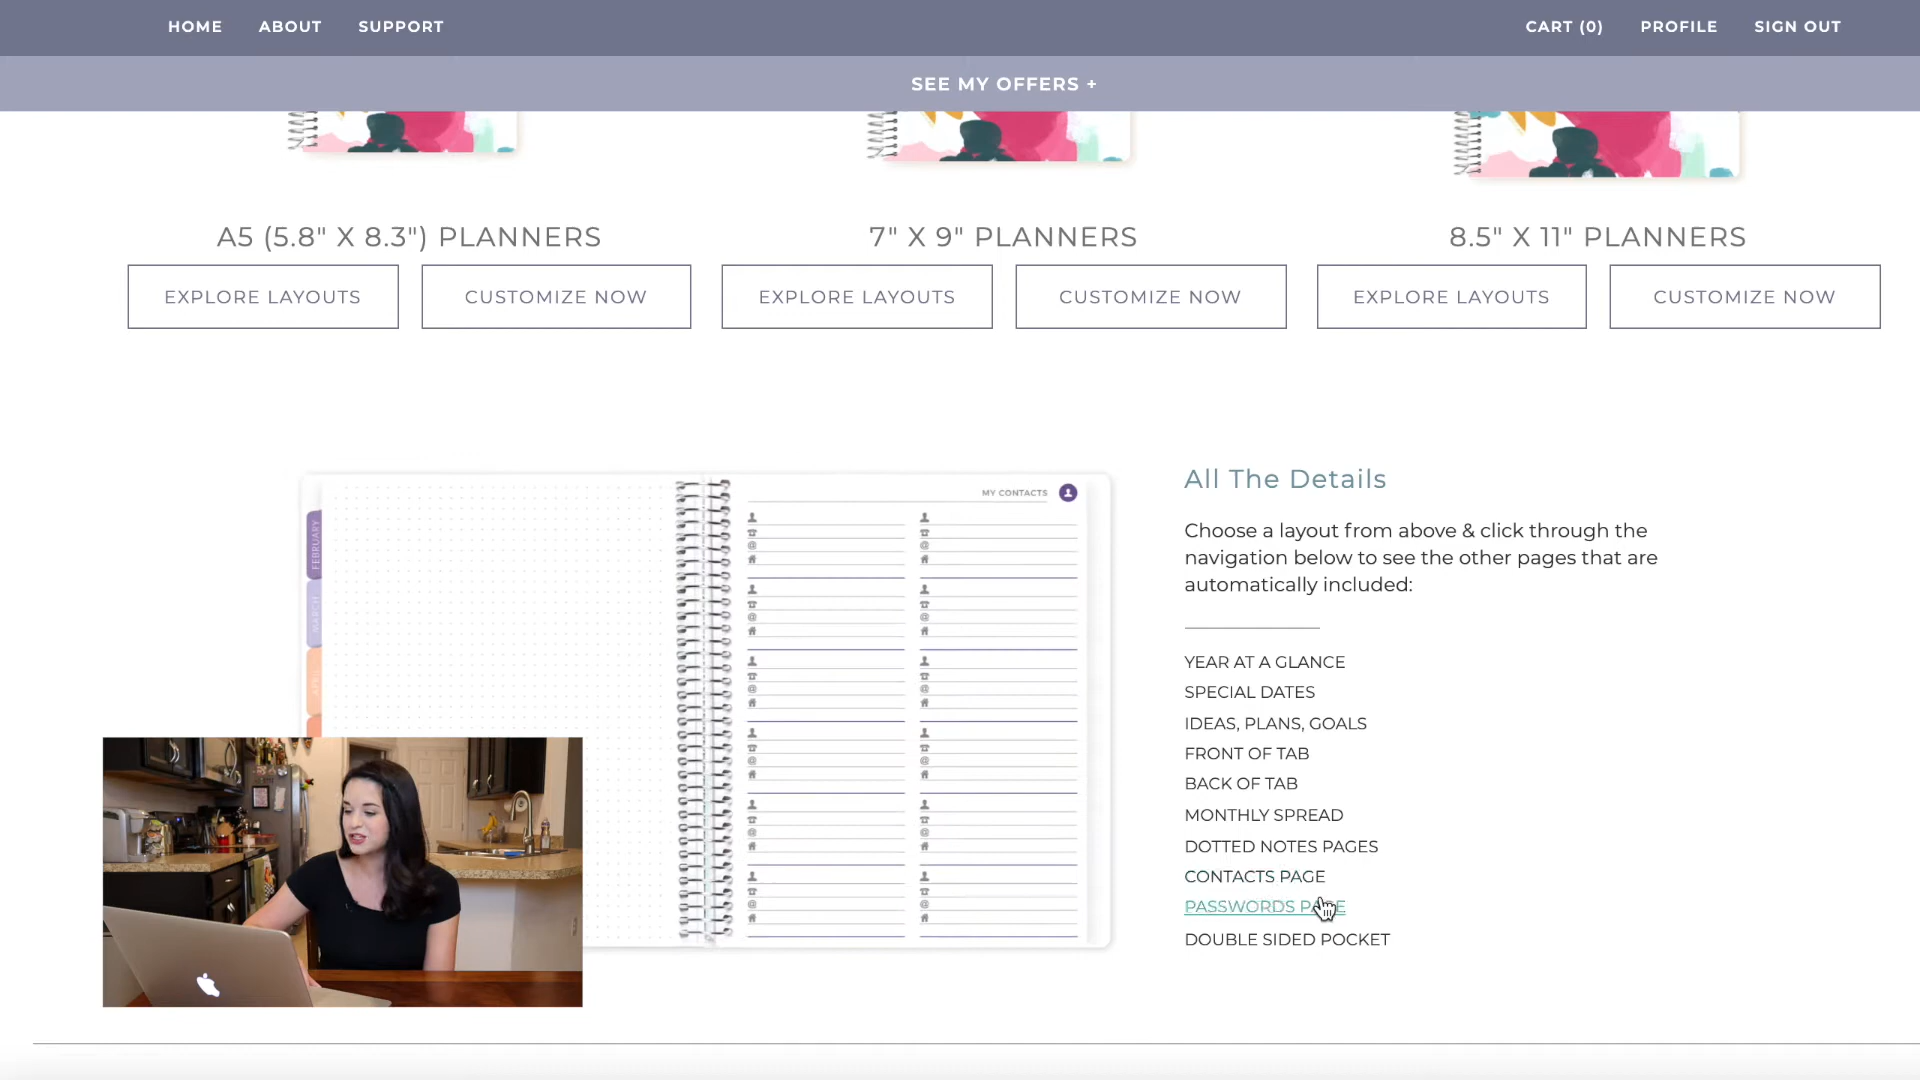 HOME ABOUT SUPPORT CART (0) PROFILE SIGN OUT
SEE MY OFFERS +
A5 (5.8" X 8.3") PLANNERS
7" X 9" PLANNERS
8.5" X 11" PLANNERS
EXPLORE LAYOUTS
CUSTOMIZE NOW
EXPLORE LAYOUTS
CUSTOMIZE NOW
EXPLORE LAYOUTS
CUSTOMIZE NOW
MY CONTACTS
FEBRUARY
MARCH
APRIL
All The Details
Choose a layout from above & click through the
navigation below to see the other pages that are
automatically included:
YEAR AT A GLANCE
SPECIAL DATES
IDEAS, PLANS, GOALS
FRONT OF TAB
BACK OF TAB
MONTHLY SPREAD
DOTTED NOTES PAGES
CONTACTS PAGE
PASSWORDS PAGE
DOUBLE SIDED POCKET